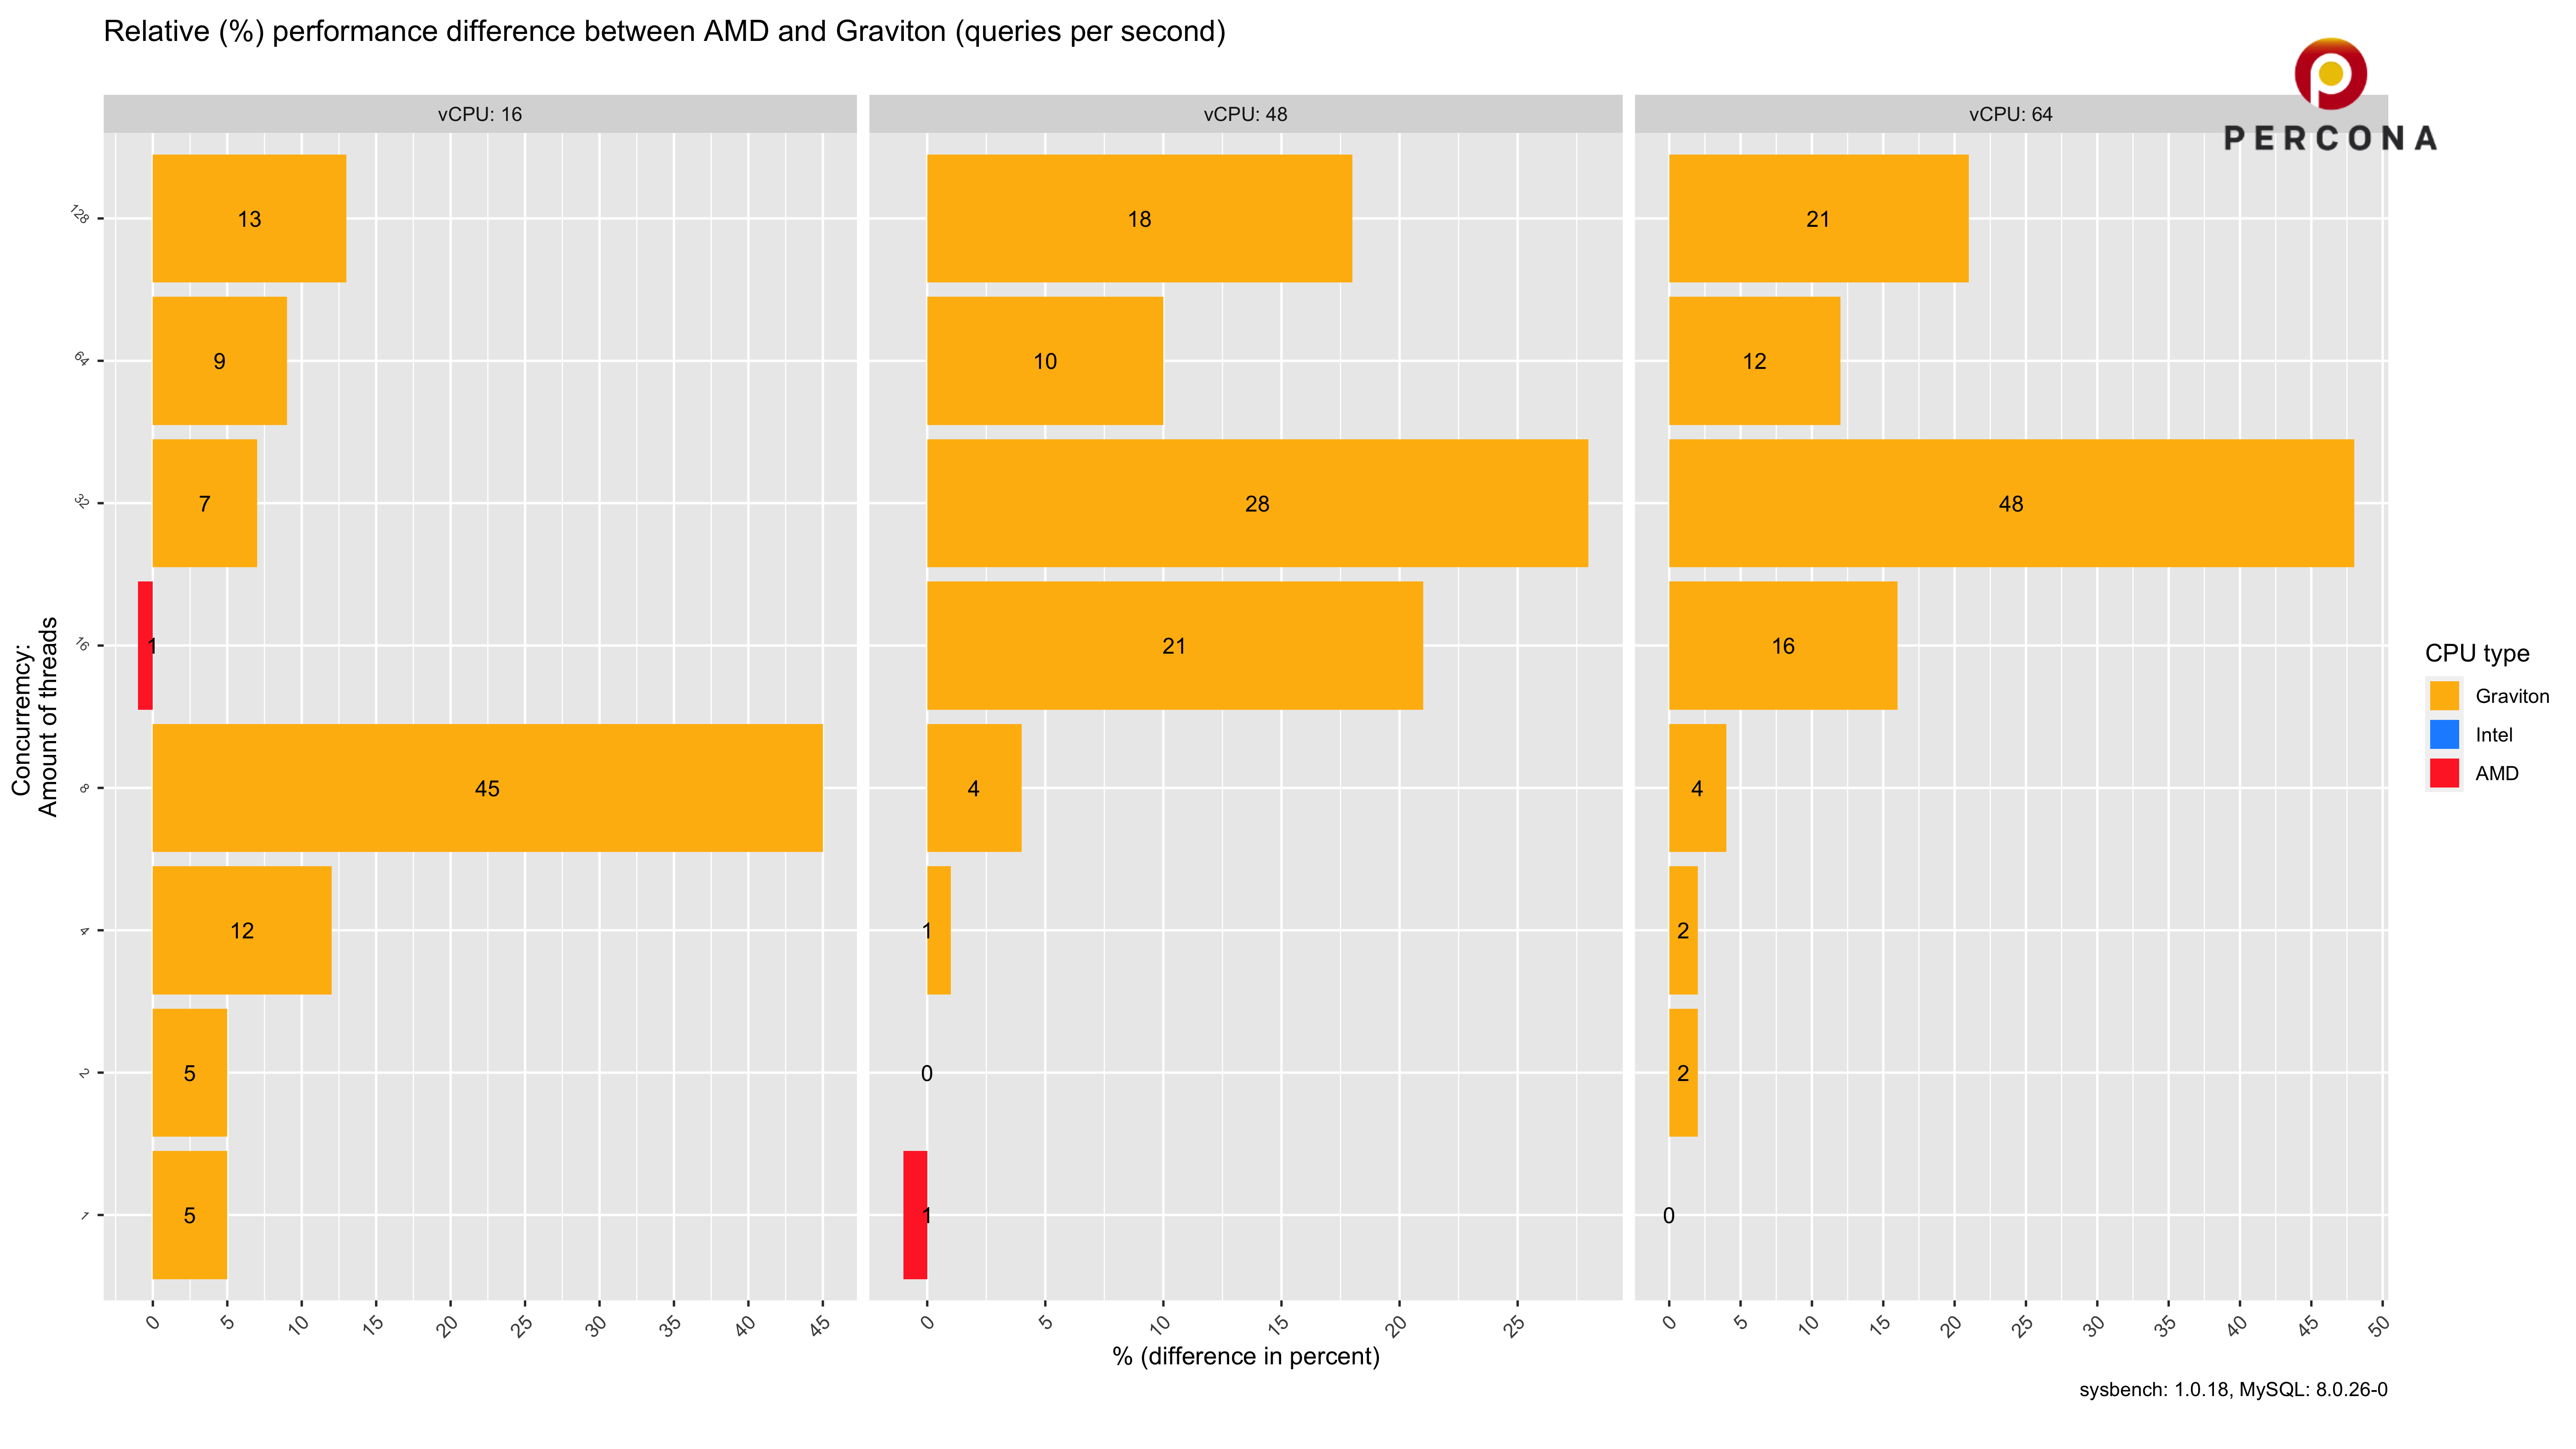 Relative (%) performance difference between AMD and Graviton (queries per second)
PERCONA
vCPU: 16
vCPU: 48
vCPU: 64
Concurremcy:
Amount of threads
128
64
32
16
8
4
2
1
13
9
7
1
45
12
5
5
18
10
28
21
4
1
0
1
21
12
48
16
4
2
2
0
0 5 10 15 20 25 30 35 40 45
0 5 10 15 20 25
0 5 10 15 20 25 30 35 40 45 50
% (difference in percent)
CPU type
Graviton
Intel
AMD
sysbench: 1.0.18, MySQL: 8.0.26-0